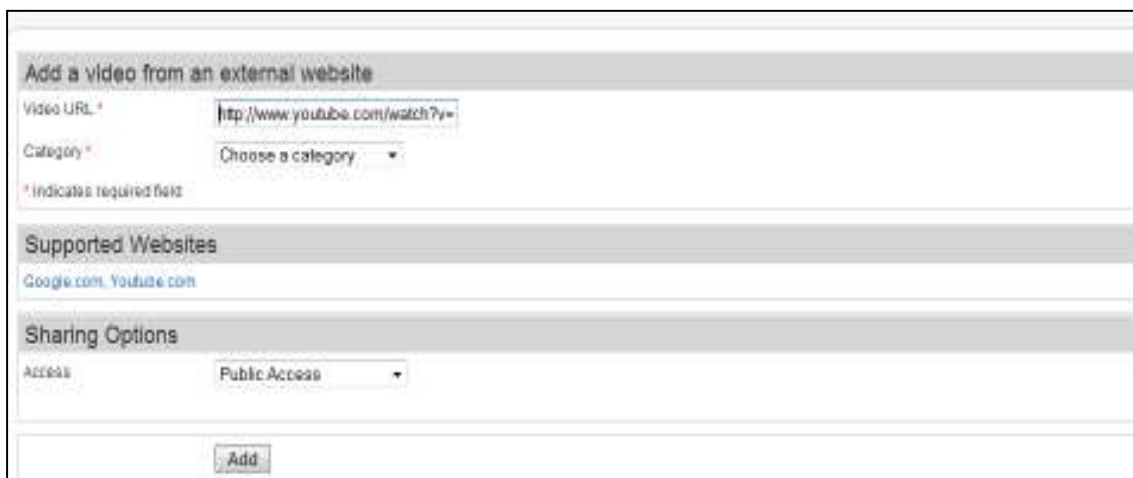 Add a video from an external website
Video URL *
http://www.youtube.com/watch?v=
Category *
Choose a category
* indicates required field
Supported Websites
Google.com, Youtube.com
Sharing Options
Access
Public Access
Add